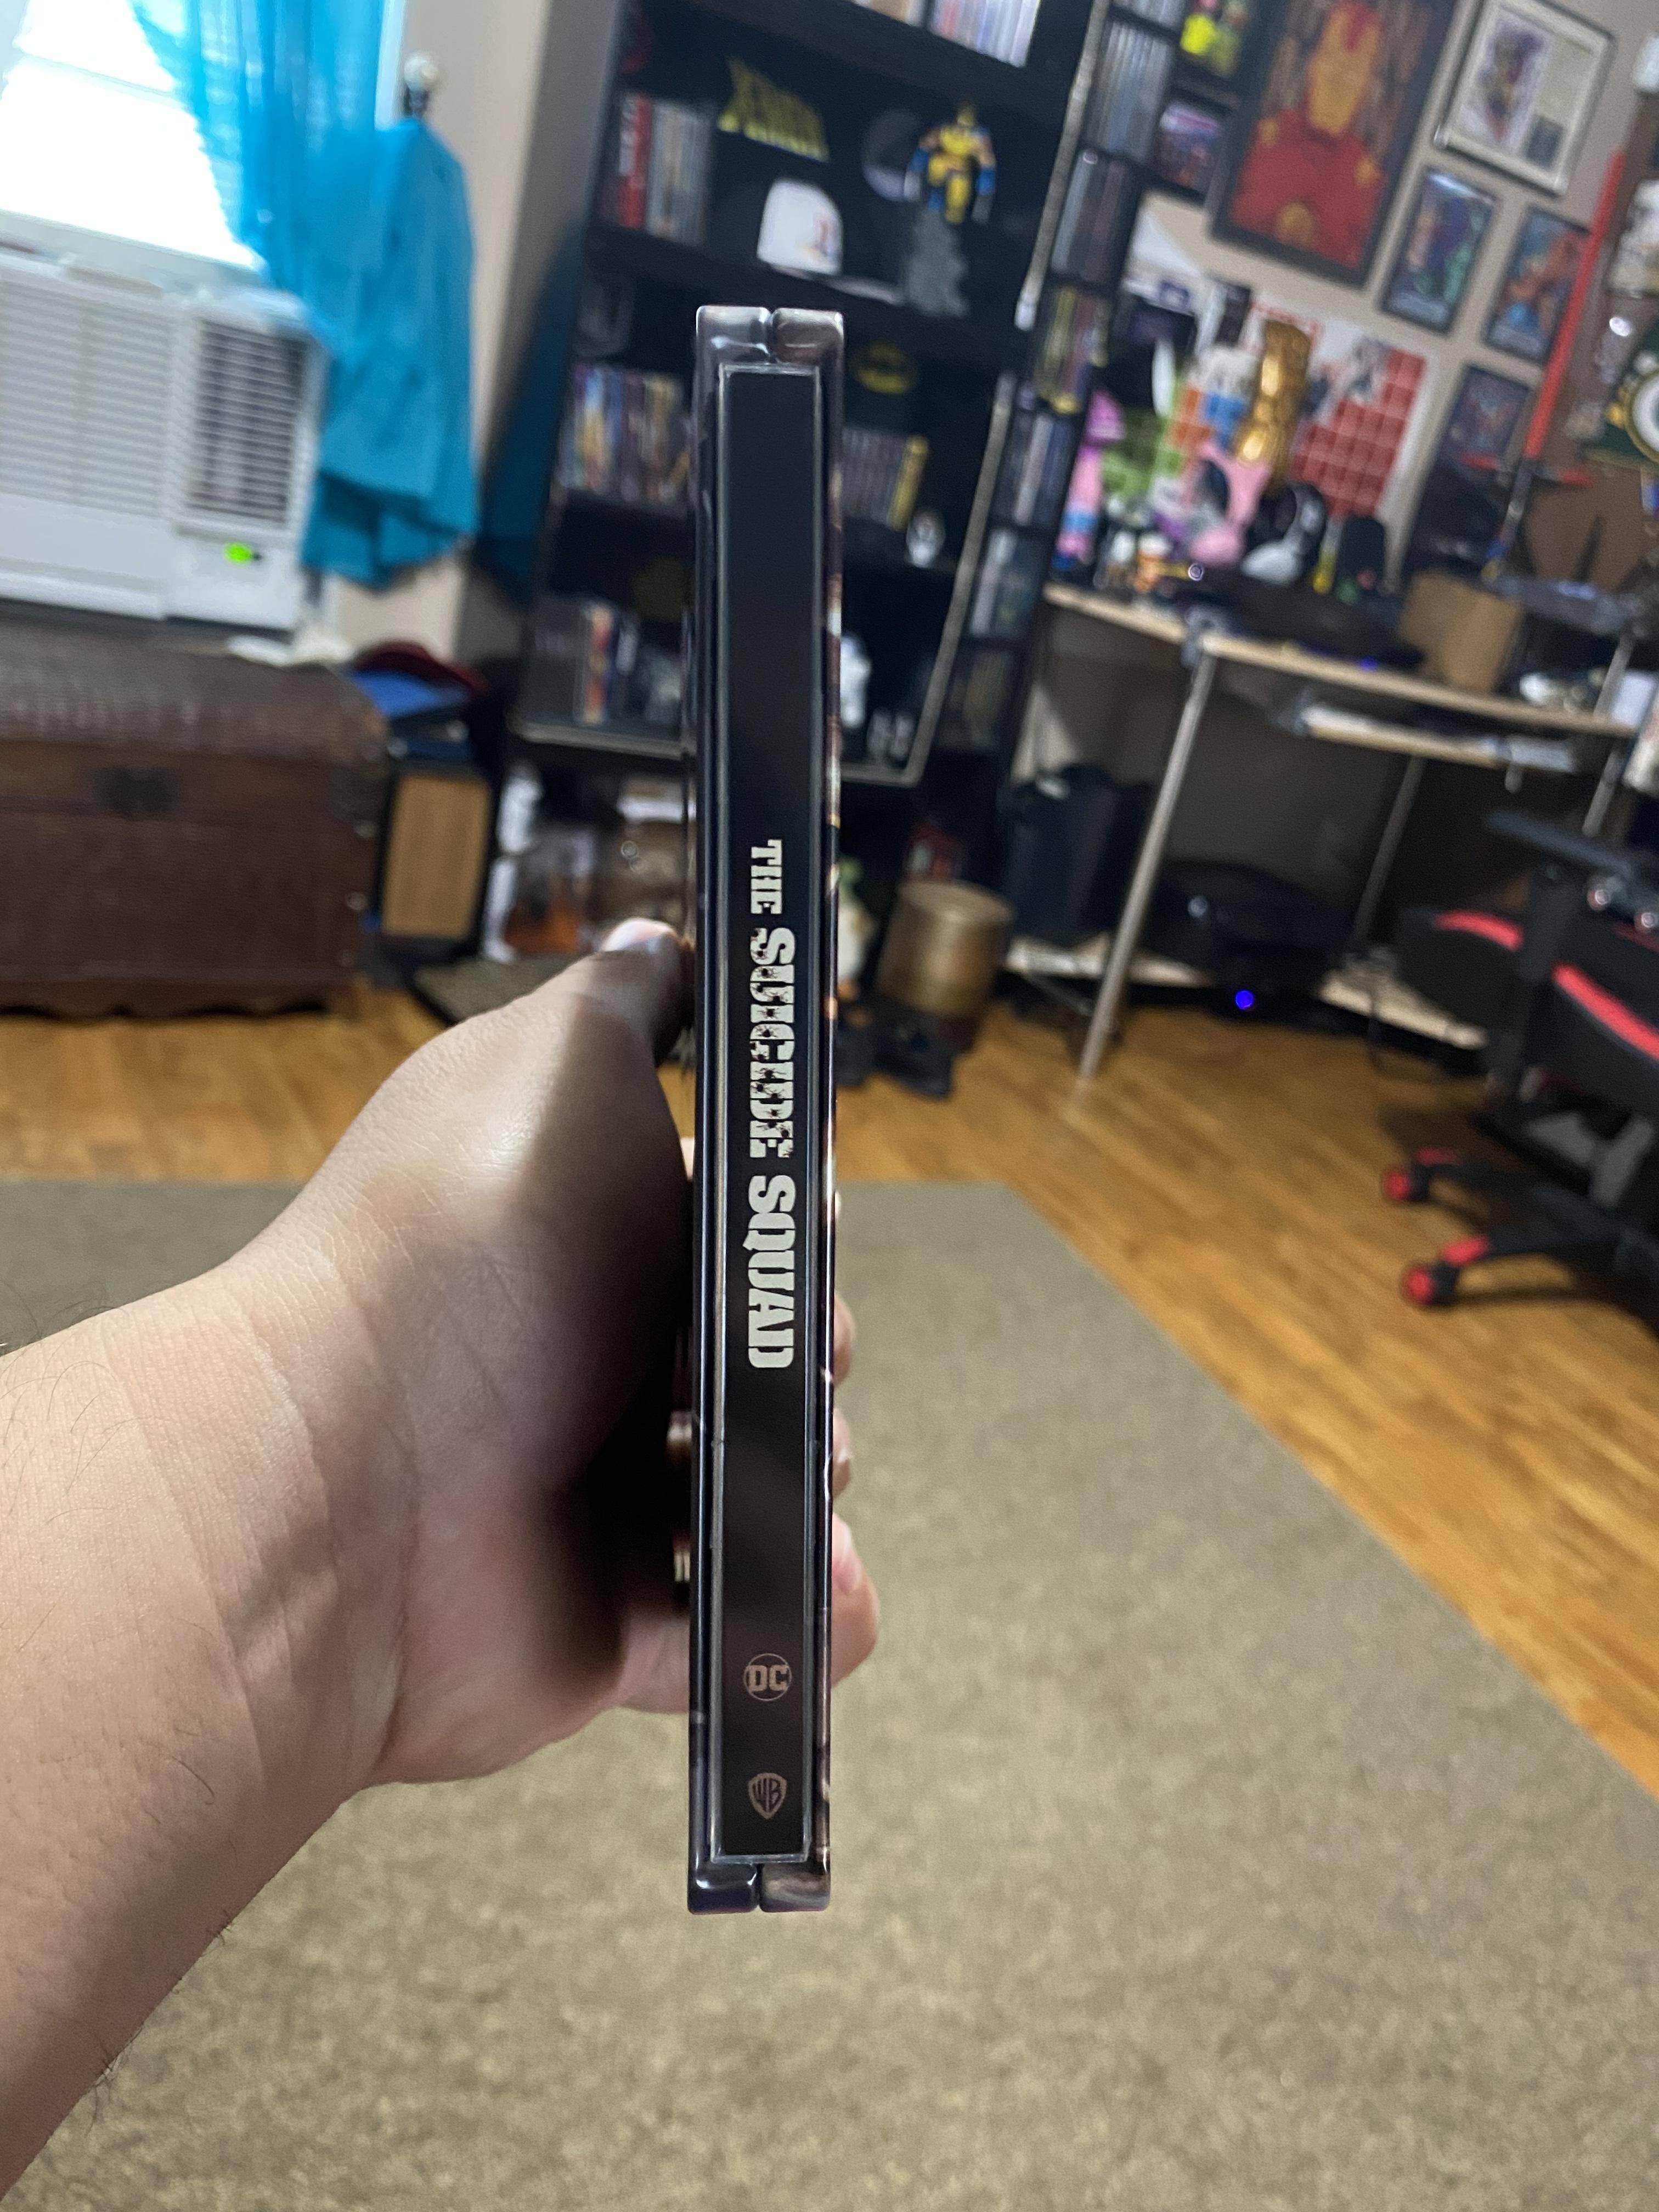 THE SUICIDE SQUAD
DC
WB